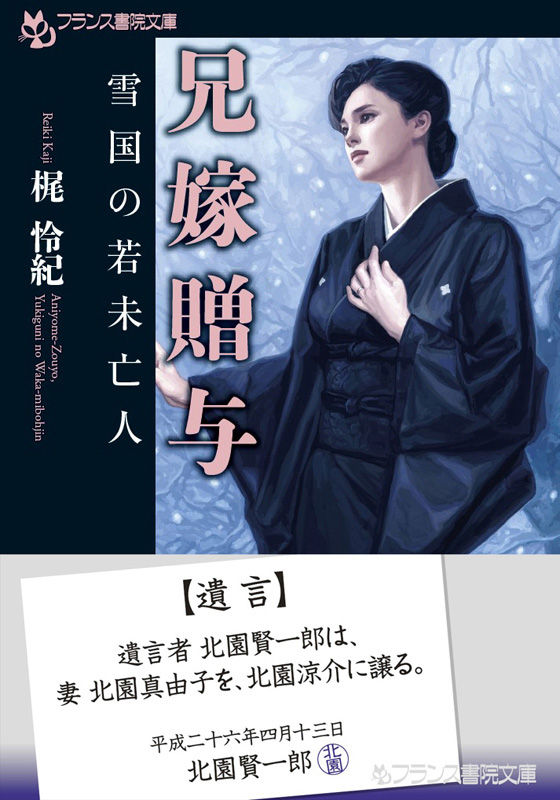 フランス書院文庫
兄嫁贈与
雪国の若未亡人
Reiki Kaji
梶 怜紀
Aniyome-Zouyo,
Yukiguni no Waka-mibohjin
【遺言】
遺言者 北園賢一郎は、
妻 北園真由子を、北園涼介に譲る。
平成二十六年四月十三日
北園賢一郎 北園
フランス書院文庫